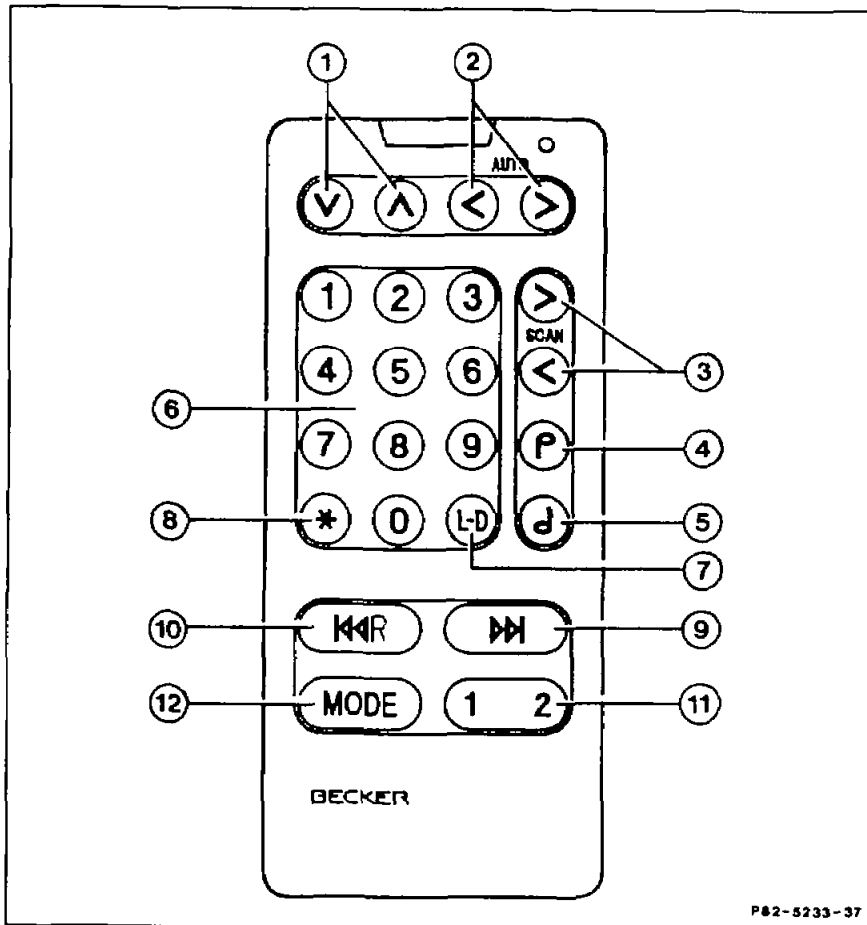 1 2
AUTO
∨ ∧ < >
1 2 3 >
SCAN
4 5 6 < 3
6
7 8 9 P 4
8 * 0 L-D d 5
7
10 R 9
12 MODE 1 2 11
BECKER
P82-5233-37